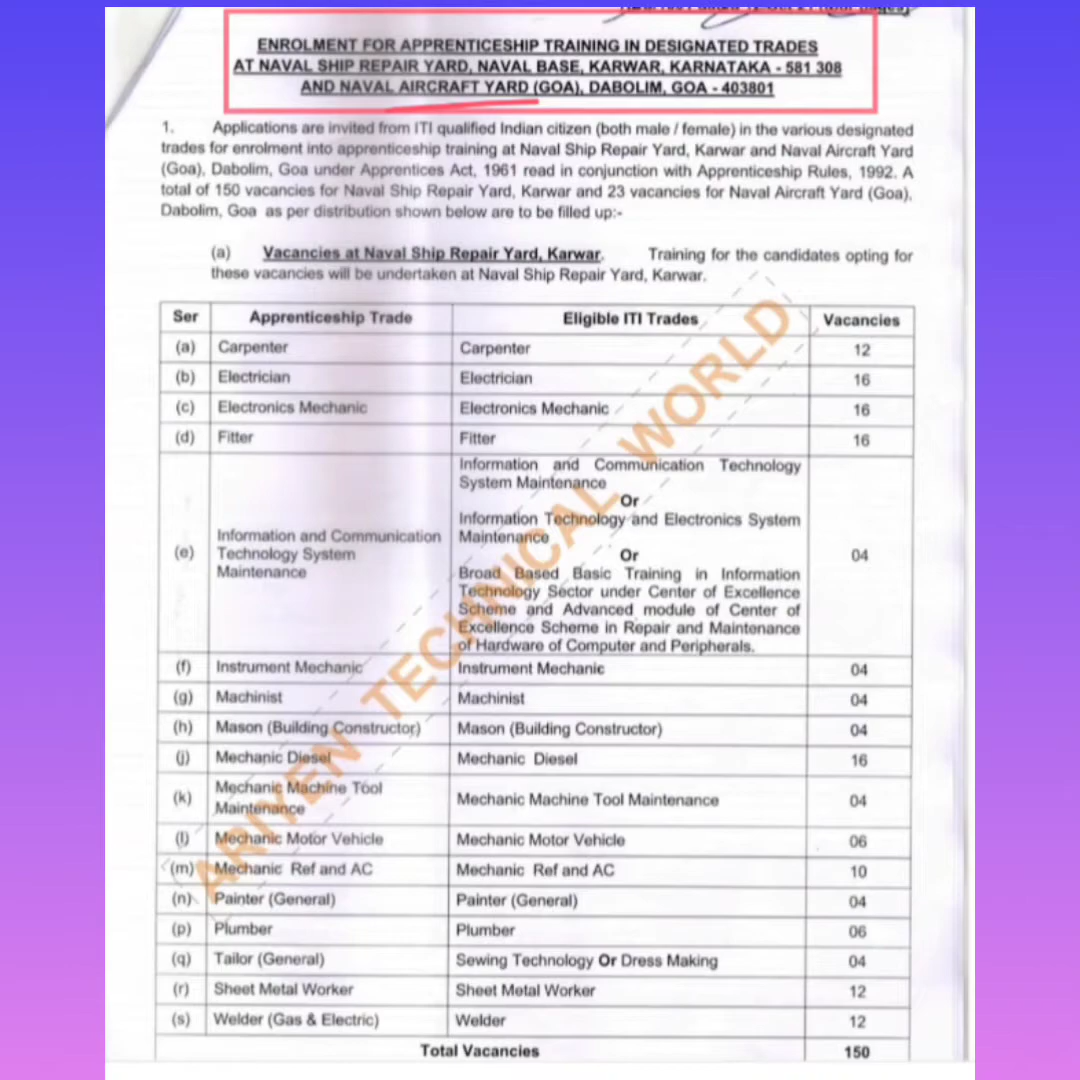 ENROLMENT FOR APPRENTICESHIP TRAINING IN DESIGNATED TRADES
AT NAVAL SHIP REPAIR YARD, NAVAL BASE, KARWAR, KARNATAKA - 581 308
AND NAVAL AIRCRAFT YARD (GOA), DABOLIM, GOA - 403801
1. Applications are invited from ITI qualified Indian citizen (both male / female) in the various designated
trades for enrolment into apprenticeship training at Naval Ship Repair Yard, Karwar and Naval Aircraft Yard
(Goa), Dabolim, Goa under Apprentices Act, 1961 read in conjunction with Apprenticeship Rules, 1992. A
total of 150 vacancies for Naval Ship Repair Yard, Karwar and 23 vacancies for Naval Aircraft Yard (Goa),
Dabolim, Goa as per distribution shown below are to be filled up:-
(a) Vacancies at Naval Ship Repair Yard, Karwar. Training for the candidates opting for
these vacancies will be undertaken at Naval Ship Repair Yard, Karwar.
Ser Apprenticeship Trade Eligible ITI Trades Vacancies
(a) Carpenter Carpenter 12
(b) Electrician Electrician 16
(c) Electronics Mechanic Electronics Mechanic 16
(d) Fitter Fitter 16
Information and Communication Technology
System Maintenance
Or
Information Technology and Electronics System
Information and Communication Maintenance
(e) Technology System Or 04
Maintenance Broad Based Basic Training in Information
Technology Sector under Center of Excellence
Scheme and Advanced module of Center of
Excellence Scheme in Repair and Maintenance
of Hardware of Computer and Peripherals.
(f) Instrument Mechanic Instrument Mechanic 04
(g) Machinist Machinist 04
(h) Mason (Building Constructor) Mason (Building Constructor) 04
(j) Mechanic Diesel Mechanic Diesel 16
(k) Mechanic Machine Tool Mechanic Machine Tool Maintenance 04
Maintenance
(l) Mechanic Motor Vehicle Mechanic Motor Vehicle 06
(m) Mechanic Ref and AC Mechanic Ref and AC 10
(n) Painter (General) Painter (General) 04
(p) Plumber Plumber 06
(q) Tailor (General) Sewing Technology Or Dress Making 04
(r) Sheet Metal Worker Sheet Metal Worker 12
(s) Welder (Gas & Electric) Welder 12
Total Vacancies 150
ARIYEN TECHNICAL WORLD